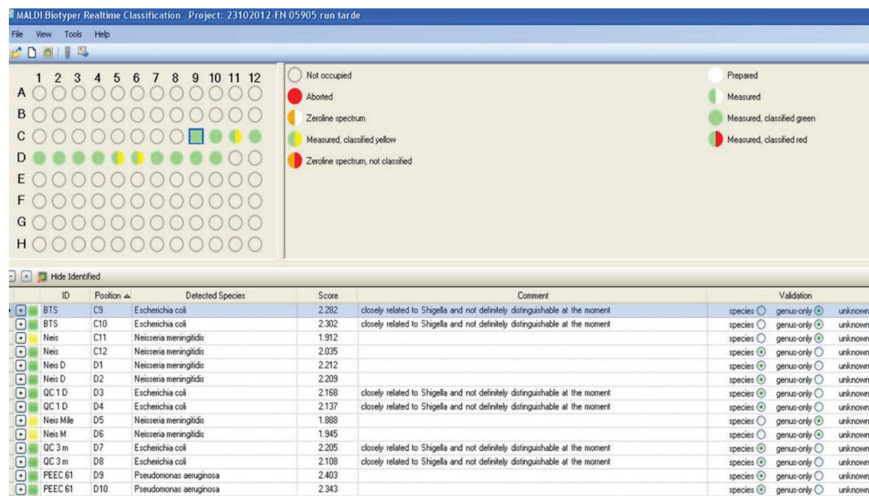 MALDI Biotyper Realtime Classification Project: 23102012-FN 05905 run tarde
File View Tools Help
1 2 3 4 5 6 7 8 9 10 11 12
A
B
C
D
E
F
G
H
Not occupied
Aborted
Zeroline spectrum
Measured, classified yellow
Zeroline spectrum, not classified
Prepared
Measured
Measured, classified green
Measured, classified red
Hide Identified
ID Position Detected Species Score Comment Validation
BTS C9 Escherichia coli 2.282 closely related to Shigella and not definitely distinguishable at the moment species genus-only unknown
BTS C10 Escherichia coli 2.302 closely related to Shigella and not definitely distinguishable at the moment species genus-only unknown
Neis C11 Neisseria meningitidis 1.912 species genus-only unknown
Neis C12 Neisseria meningitidis 2.035 species genus-only unknown
Neis D D1 Neisseria meningitidis 2.212 species genus-only unknown
Neis D D2 Neisseria meningitidis 2.209 species genus-only unknown
QC 1 D D3 Escherichia coli 2.168 closely related to Shigella and not definitely distinguishable at the moment species genus-only unknown
QC 1 D D4 Escherichia coli 2.137 closely related to Shigella and not definitely distinguishable at the moment species genus-only unknown
Neis Mile D5 Neisseria meningitidis 1.888 species genus-only unknown
Neis M D6 Neisseria meningitidis 1.945 species genus-only unknown
QC 3 m D7 Escherichia coli 2.205 closely related to Shigella and not definitely distinguishable at the moment species genus-only unknown
QC 3 m D8 Escherichia coli 2.108 closely related to Shigella and not definitely distinguishable at the moment species genus-only unknown
PEEC 61 D9 Pseudomonas aeruginosa 2.403 species genus-only unknown
PEEC 61 D10 Pseudomonas aeruginosa 2.343 species genus-only unknown